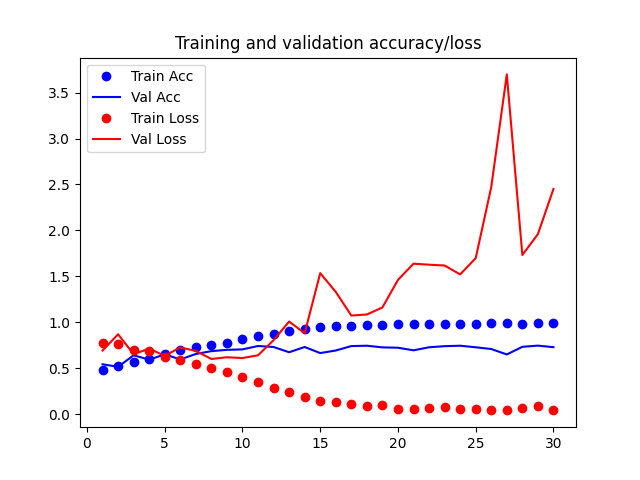 Training and validation accuracy/loss
Train Acc
Val Acc
Train Loss
Val Loss
3.5
3.0
2.5
2.0
1.5
1.0
0.5
0.0
0 5 10 15 20 25 30